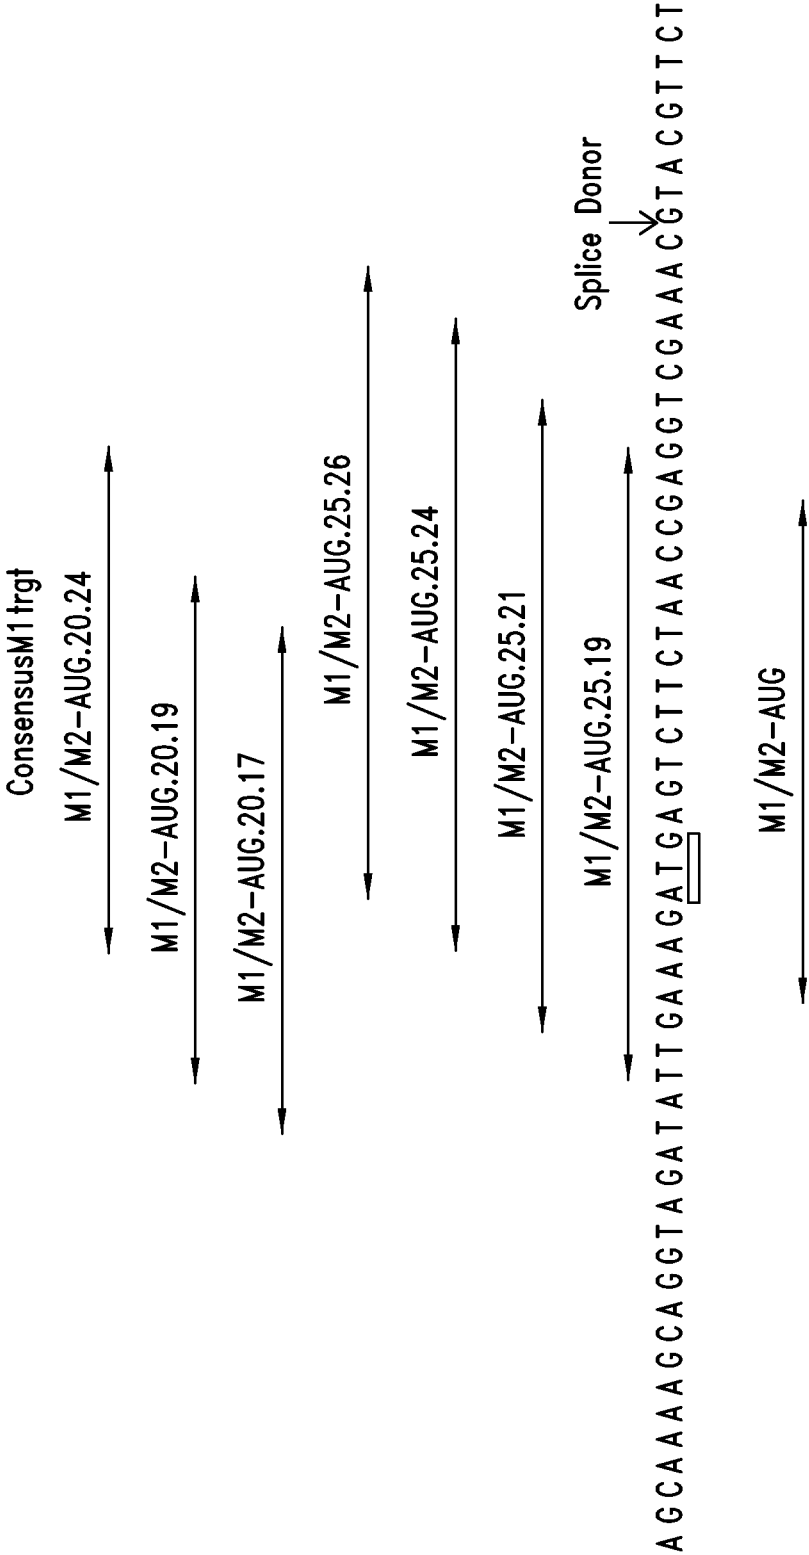 ConsensusM1trgt
M1/M2-AUG.20.24
M1/M2-AUG.20.19
M1/M2-AUG.20.17
M1/M2-AUG.25.26
M1/M2-AUG.25.24
M1/M2-AUG.25.21
Splice Donor
M1/M2-AUG.25.19
A G C A A A A G C A G G T A G A T A T T G A A A G A T G A G T C T T C T A A C C G A G G T C G A A A C G T A C G T T C T
M1/M2-AUG